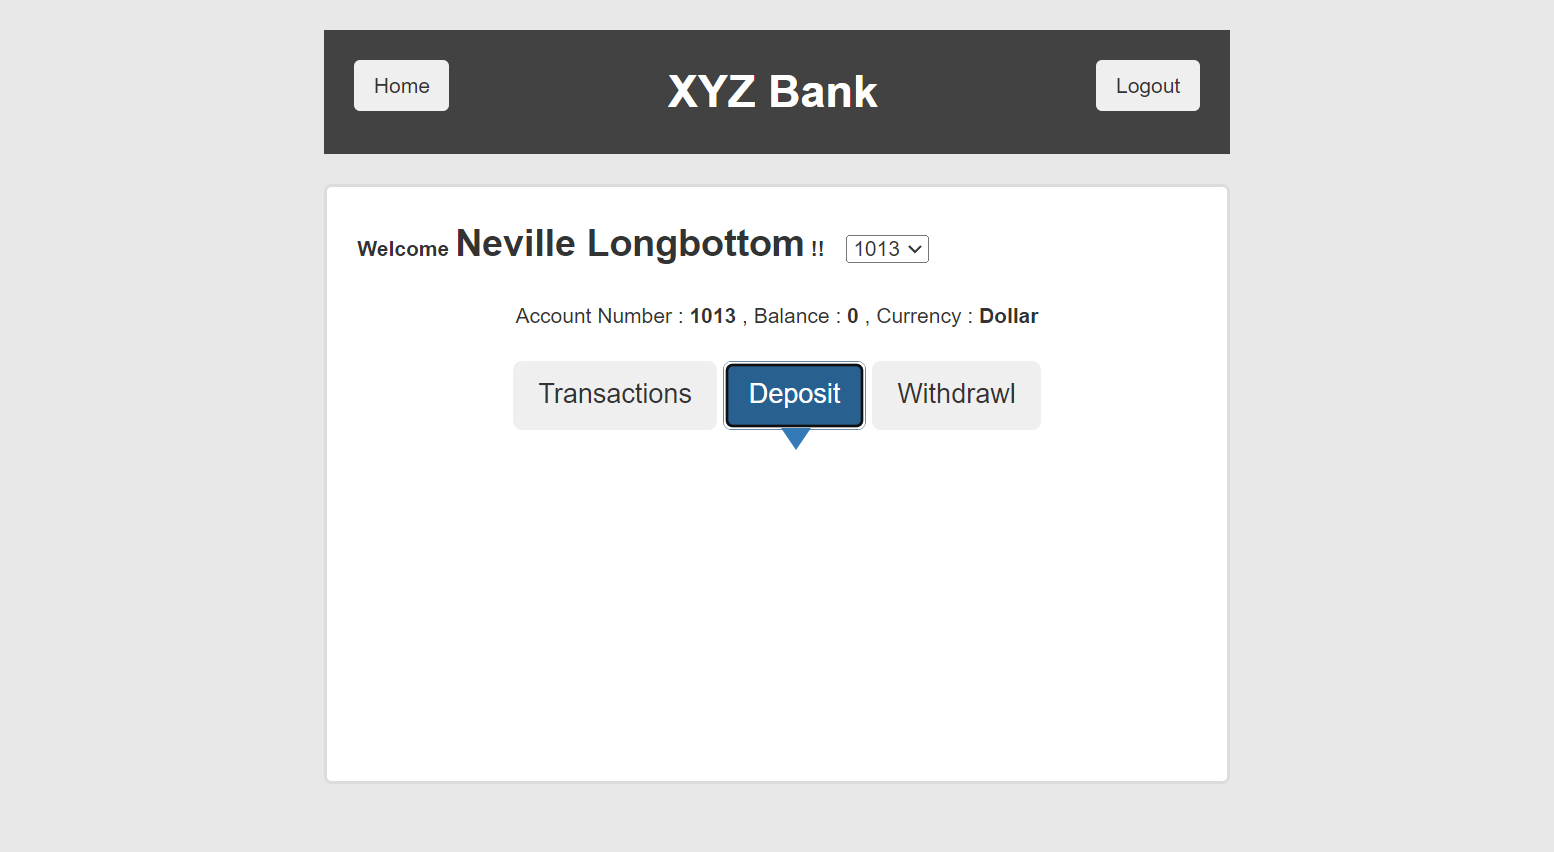 Home XYZ Bank Logout
Welcome Neville Longbottom !! 1013
Account Number : 1013 , Balance : 0 , Currency : Dollar
Transactions Deposit Withdrawl